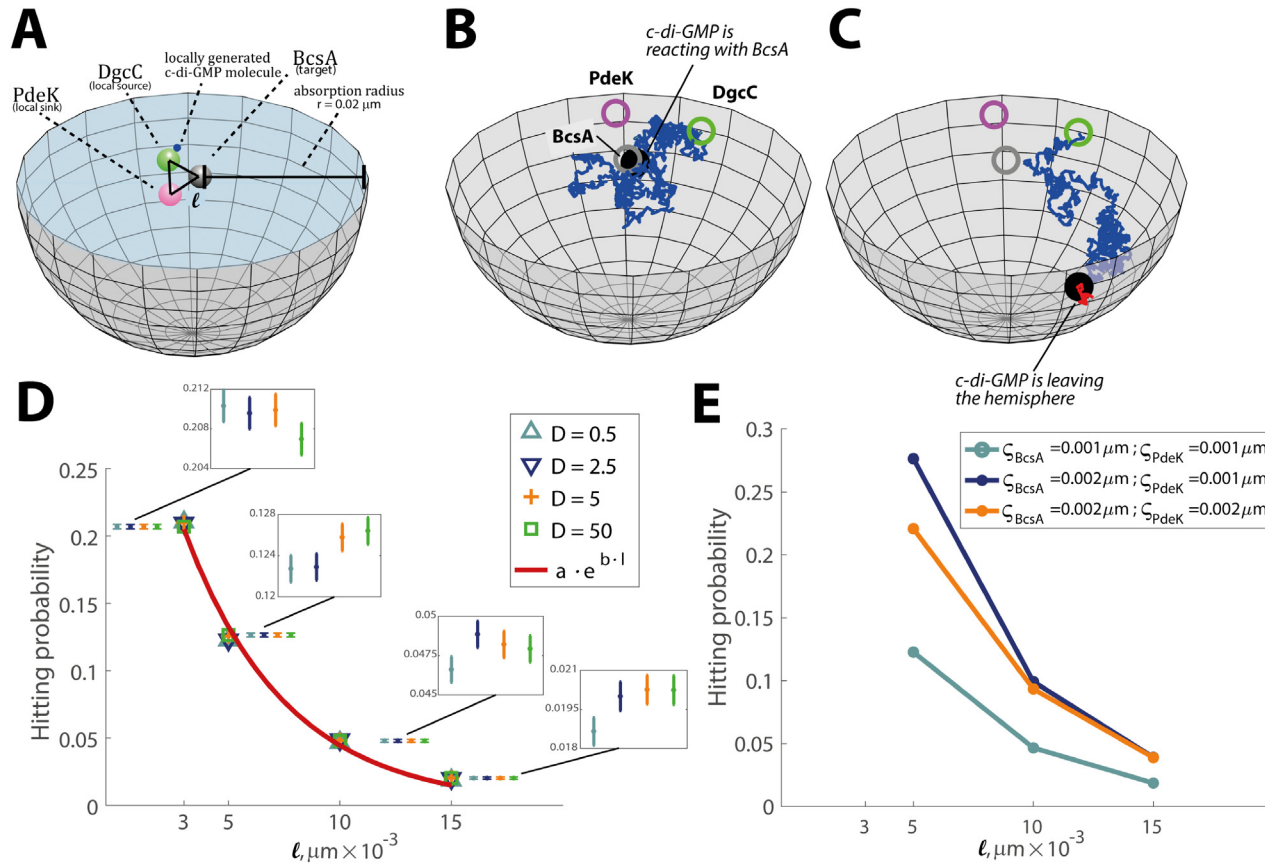 A
PdeK
(local sink)
DgcC
(local source)
locally generated
c-di-GMP molecule
BcsA
(target)
absorption radius
r = 0.02 µm
ℓ
B
c-di-GMP is
reacting with BcsA
PdeK
DgcC
BcsA
C
c-di-GMP is leaving
the hemisphere
D
Hitting probability
0.25
0.2
0.15
0.1
0.05
0
3
5
10
15
ℓ, µm × 10⁻³
0.212
0.208
0.204
0.128
0.124
0.12
0.05
0.0475
0.045
0.021
0.0195
0.018
D = 0.5
D = 2.5
D = 5
D = 50
a · e^{b · l}
E
Hitting probability
0.3
0.25
0.2
0.15
0.1
0.05
0
3
5
10
15
ℓ, µm × 10⁻³
ς_BcsA =0.001 µm ; ς_PdeK =0.001 µm
ς_BcsA =0.002 µm ; ς_PdeK =0.001 µm
ς_BcsA =0.002 µm ; ς_PdeK =0.002 µm